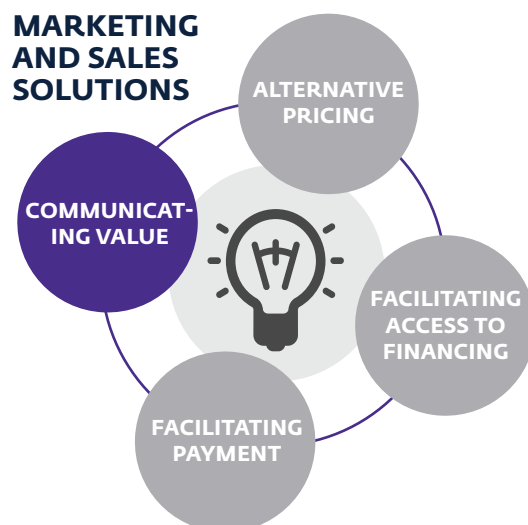 MARKETING
AND SALES
SOLUTIONS
ALTERNATIVE
PRICING
COMMUNICAT-
ING VALUE
FACILITATING
ACCESS TO
FINANCING
FACILITATING
PAYMENT